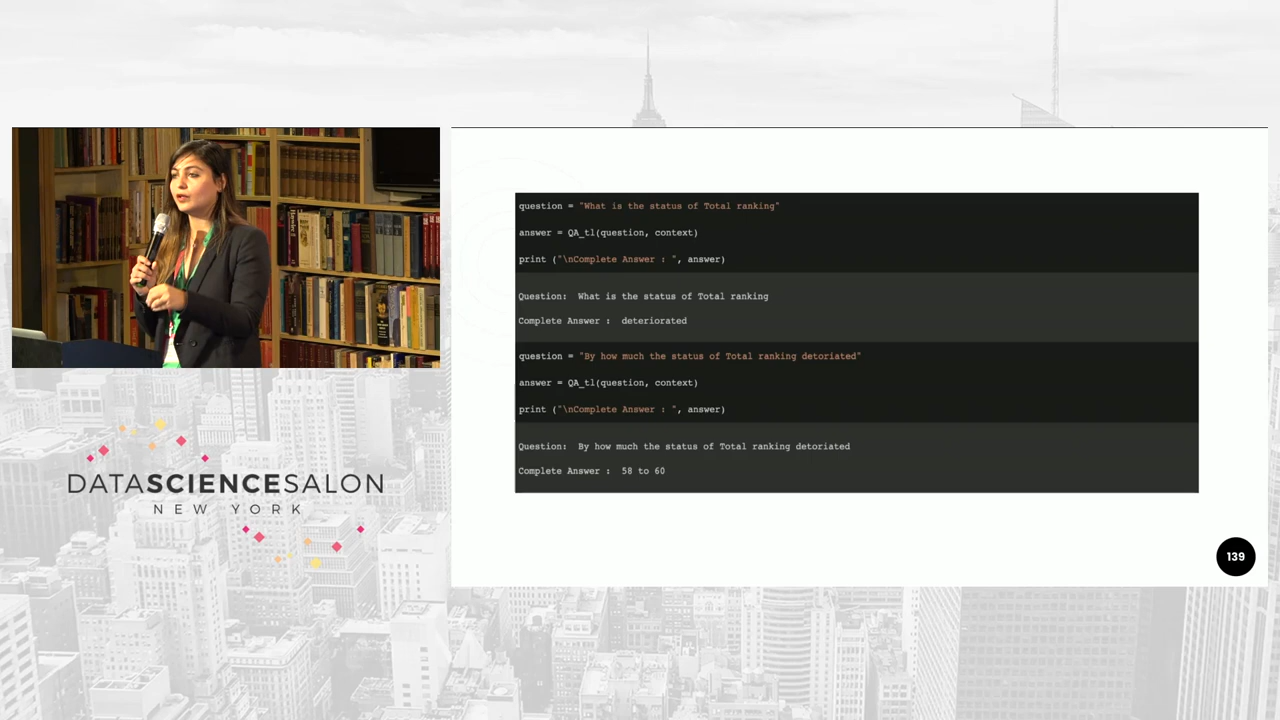 question = "What is the status of Total ranking"
answer = QA_tl(question, context)
print ("\nComplete Answer : ", answer)
Question:  What is the status of Total ranking
Complete Answer :  deteriorated
question = "By how much the status of Total ranking detoriated"
answer = QA_tl(question, context)
print ("\nComplete Answer : ", answer)
Question:  By how much the status of Total ranking detoriated
Complete Answer :  58 to 60
139
DATASCIENCESALON
NEW YORK